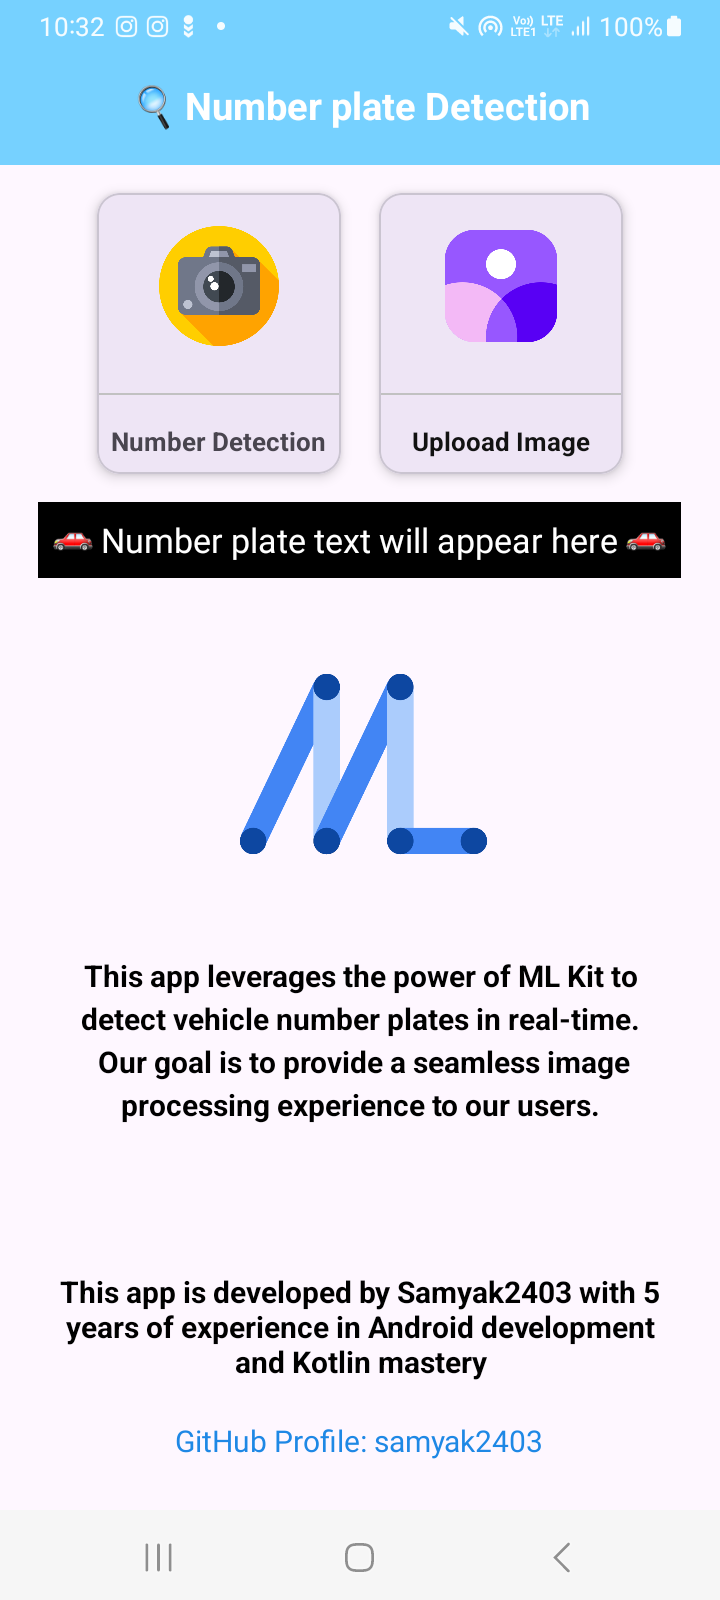 10:32
Vo)) LTE 100%
LTE1
🔍 Number plate Detection
Number Detection
Uplooad Image
🚗 Number plate text will appear here 🚗
ML
This app leverages the power of ML Kit to
detect vehicle number plates in real-time.
Our goal is to provide a seamless image
processing experience to our users.
This app is developed by Samyak2403 with 5
years of experience in Android development
and Kotlin mastery
GitHub Profile: samyak2403